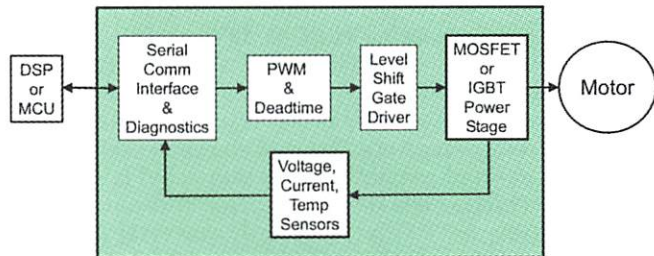 DSP
or
MCU
Serial
Comm
Interface
&
Diagnostics
PWM
&
Deadtime
Level
Shift
Gate
Driver
MOSFET
or
IGBT
Power
Stage
Motor
Voltage,
Current,
Temp
Sensors